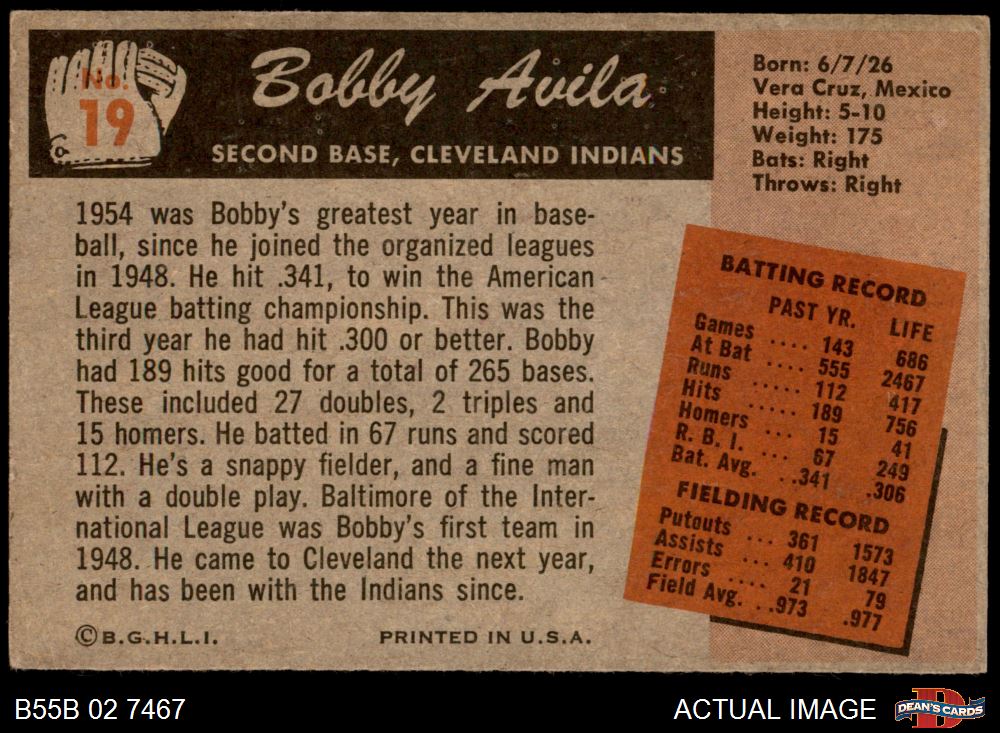 No.
19
Bobby Avila
SECOND BASE, CLEVELAND INDIANS
Born: 6/7/26
Vera Cruz, Mexico
Height: 5-10
Weight: 175
Bats: Right
Throws: Right
1954 was Bobby's greatest year in base-
ball, since he joined the organized leagues
in 1948. He hit .341, to win the American
League batting championship. This was the
third year he had hit .300 or better. Bobby
had 189 hits good for a total of 265 bases.
These included 27 doubles, 2 triples and
15 homers. He batted in 67 runs and scored
112. He's a snappy fielder, and a fine man
with a double play. Baltimore of the Inter-
national League was Bobby's first team in
1948. He came to Cleveland the next year,
and has been with the Indians since.
BATTING RECORD
PAST YR. LIFE
Games .... 143 686
At Bat .... 555 2467
Runs ..... 112 417
Hits ..... 189 756
Homers ... 15 41
R. B. I. ... 67 249
Bat. Avg. ..341 .306
FIELDING RECORD
Putouts ... 361 1573
Assists ... 410 1847
Errors .... 21 79
Field Avg. ..973 .977
©B.G.H.L.I. PRINTED IN U.S.A.
B55B 02 7467 ACTUAL IMAGE DEAN'S CARDS